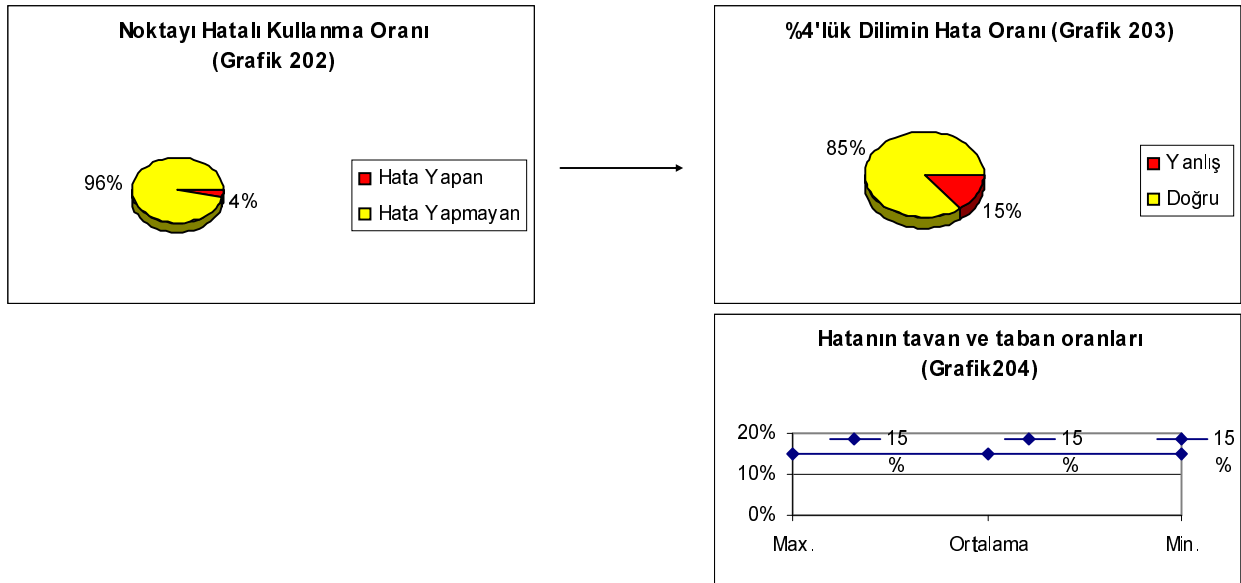 Noktayı Hatalı Kullanma Oranı
(Grafik 202)
96%
4%
Hata Yapan
Hata Yapmayan
%4'lük Dilimin Hata Oranı (Grafik 203)
85%
15%
Yanlış
Doğru
Hatanın tavan ve taban oranları
(Grafik204)
20%
10%
0%
15
%
15
%
15
%
Max.
Ortalama
Min.